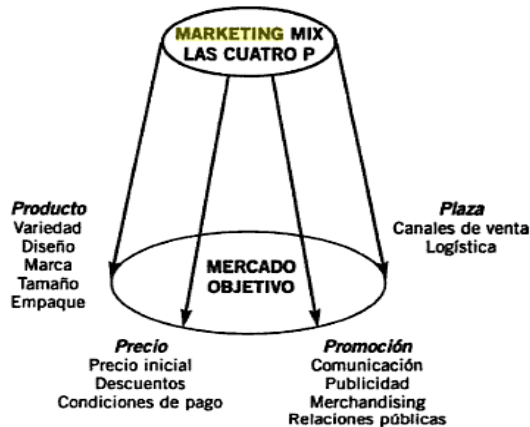 MARKETING MIX
LAS CUATRO P
Producto
Variedad
Diseño
Marca
Tamaño
Empaque
Plaza
Canales de venta
Logística
MERCADO
OBJETIVO
Precio
Precio inicial
Descuentos
Condiciones de pago
Promoción
Comunicación
Publicidad
Merchandising
Relaciones públicas